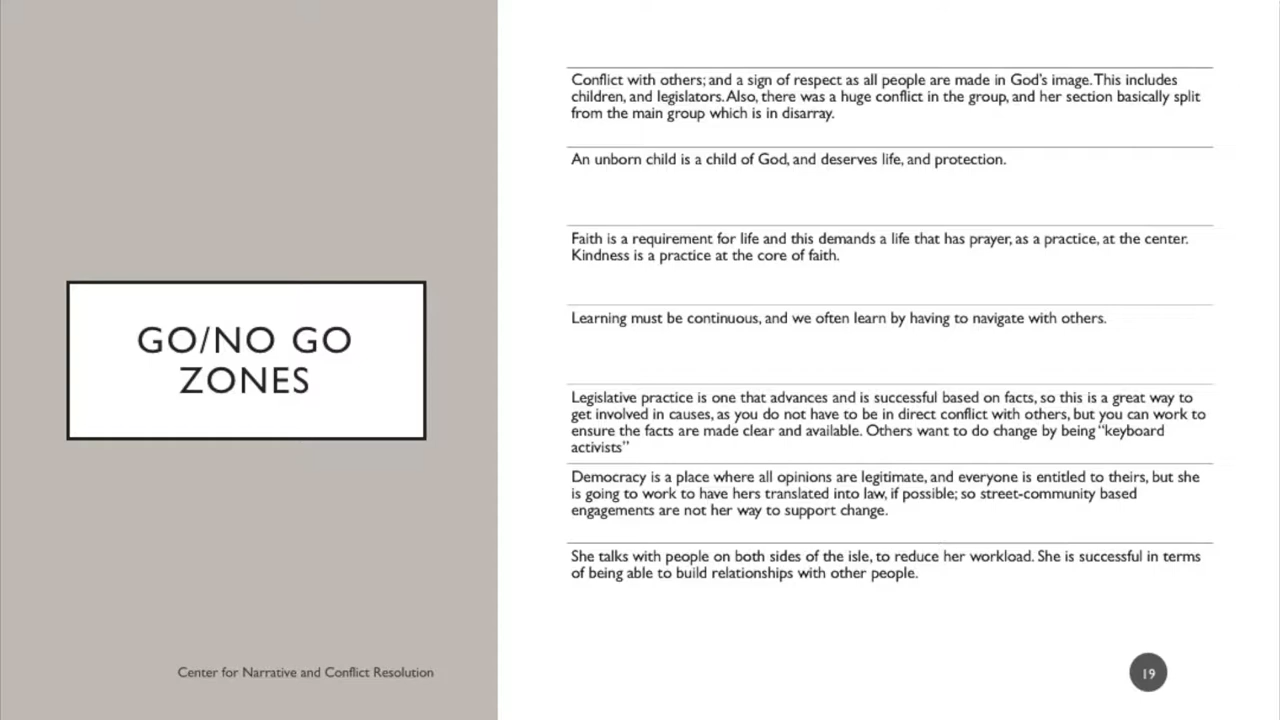 GO/NO GO
ZONES
Conflict with others; and a sign of respect as all people are made in God's image. This includes
children, and legislators. Also, there was a huge conflict in the group, and her section basically split
from the main group which is in disarray.
An unborn child is a child of God, and deserves life, and protection.
Faith is a requirement for life and this demands a life that has prayer, as a practice, at the center.
Kindness is a practice at the core of faith.
Learning must be continuous, and we often learn by having to navigate with others.
Legislative practice is one that advances and is successful based on facts, so this is a great way to
get involved in causes, as you do not have to be in direct conflict with others, but you can work to
ensure the facts are made clear and available. Others want to do change by being "keyboard
activists"
Democracy is a place where all opinions are legitimate, and everyone is entitled to theirs, but she
is going to work to have hers translated into law, if possible; so street-community based
engagements are not her way to support change.
She talks with people on both sides of the isle, to reduce her workload. She is successful in terms
of being able to build relationships with other people.
Center for Narrative and Conflict Resolution
19